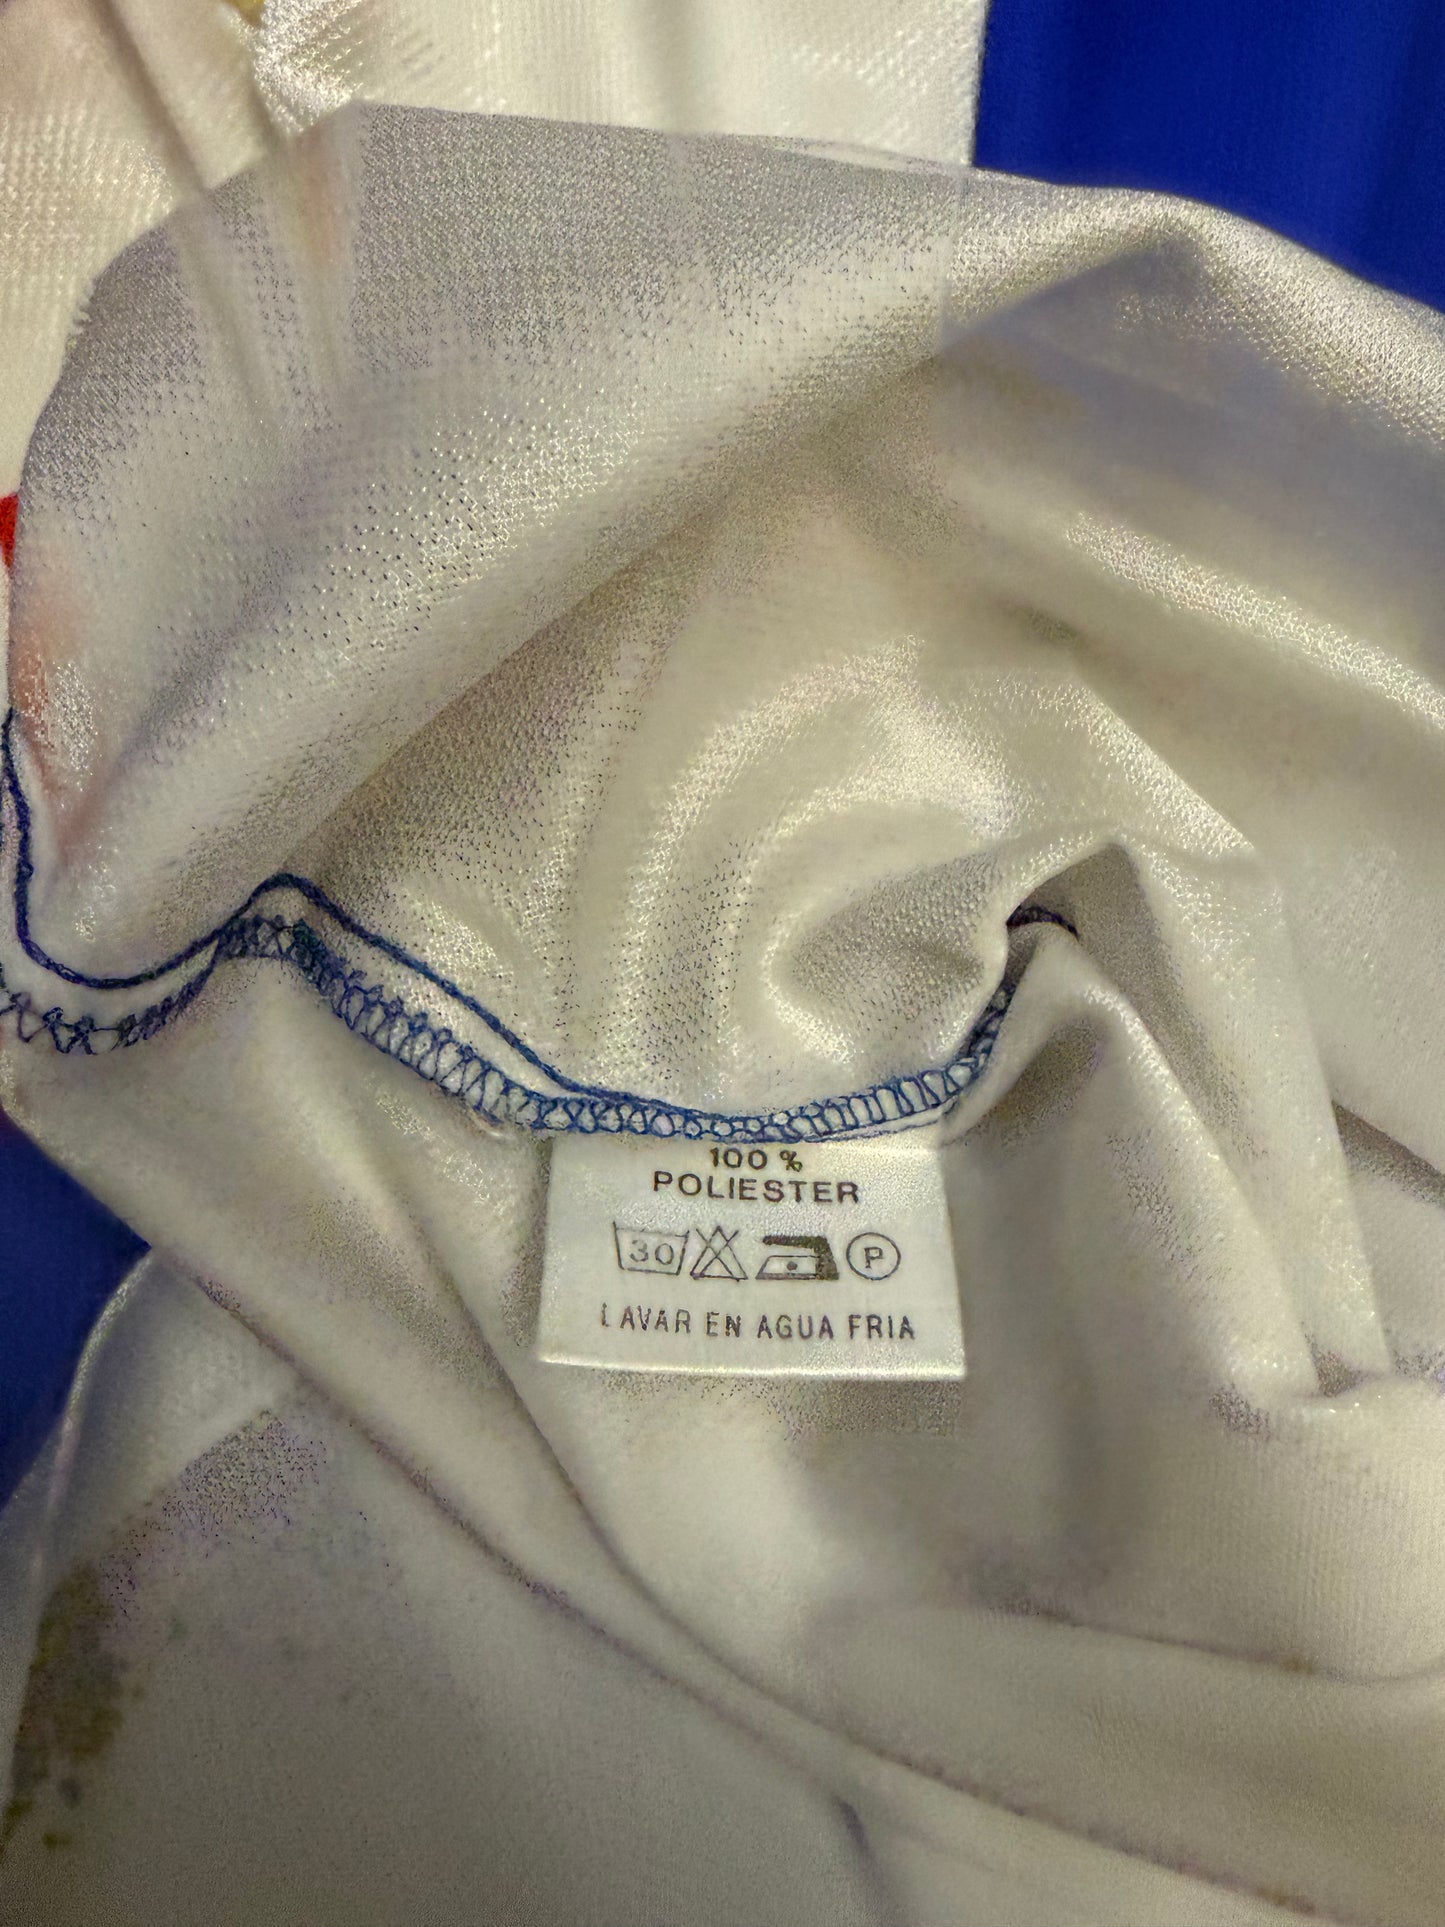 100 %
POLIESTER
30 P
LAVAR EN AGUA FRIA